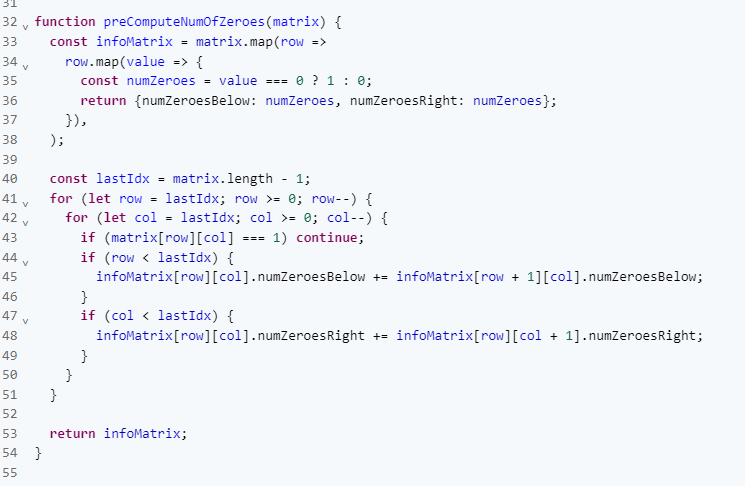 31
32 function preComputeNumOfZeroes(matrix) {
33   const infoMatrix = matrix.map(row =>
34     row.map(value => {
35       const numZeroes = value === 0 ? 1 : 0;
36       return {numZeroesBelow: numZeroes, numZeroesRight: numZeroes};
37     }),
38   );
39
40   const lastIdx = matrix.length - 1;
41   for (let row = lastIdx; row >= 0; row--) {
42     for (let col = lastIdx; col >= 0; col--) {
43       if (matrix[row][col] === 1) continue;
44       if (row < lastIdx) {
45         infoMatrix[row][col].numZeroesBelow += infoMatrix[row + 1][col].numZeroesBelow;
46       }
47       if (col < lastIdx) {
48         infoMatrix[row][col].numZeroesRight += infoMatrix[row][col + 1].numZeroesRight;
49       }
50     }
51   }
52
53   return infoMatrix;
54 }
55